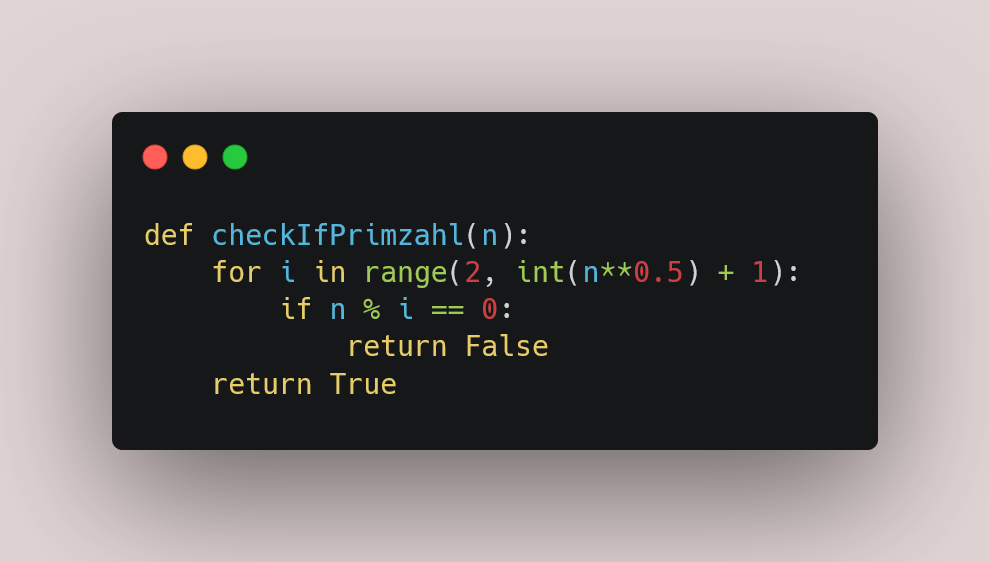 def checkIfPrimzahl(n):
    for i in range(2, int(n**0.5) + 1):
        if n % i == 0:
            return False
    return True